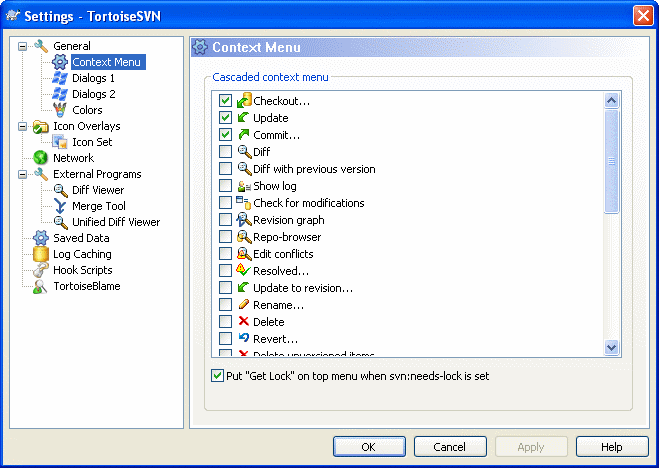 Settings - TortoiseSVN
General
Context Menu
Dialogs 1
Dialogs 2
Colors
Icon Overlays
Icon Set
Network
External Programs
Diff Viewer
Merge Tool
Unified Diff Viewer
Saved Data
Log Caching
Hook Scripts
TortoiseBlame
Context Menu
Cascaded context menu
Checkout...
Update
Commit...
Diff
Diff with previous version
Show log
Check for modifications
Revision graph
Repo-browser
Edit conflicts
Resolved...
Update to revision...
Rename...
Delete
Revert...
Delete unversioned items
Put "Get Lock" on top menu when svn:needs-lock is set
OK
Cancel
Apply
Help